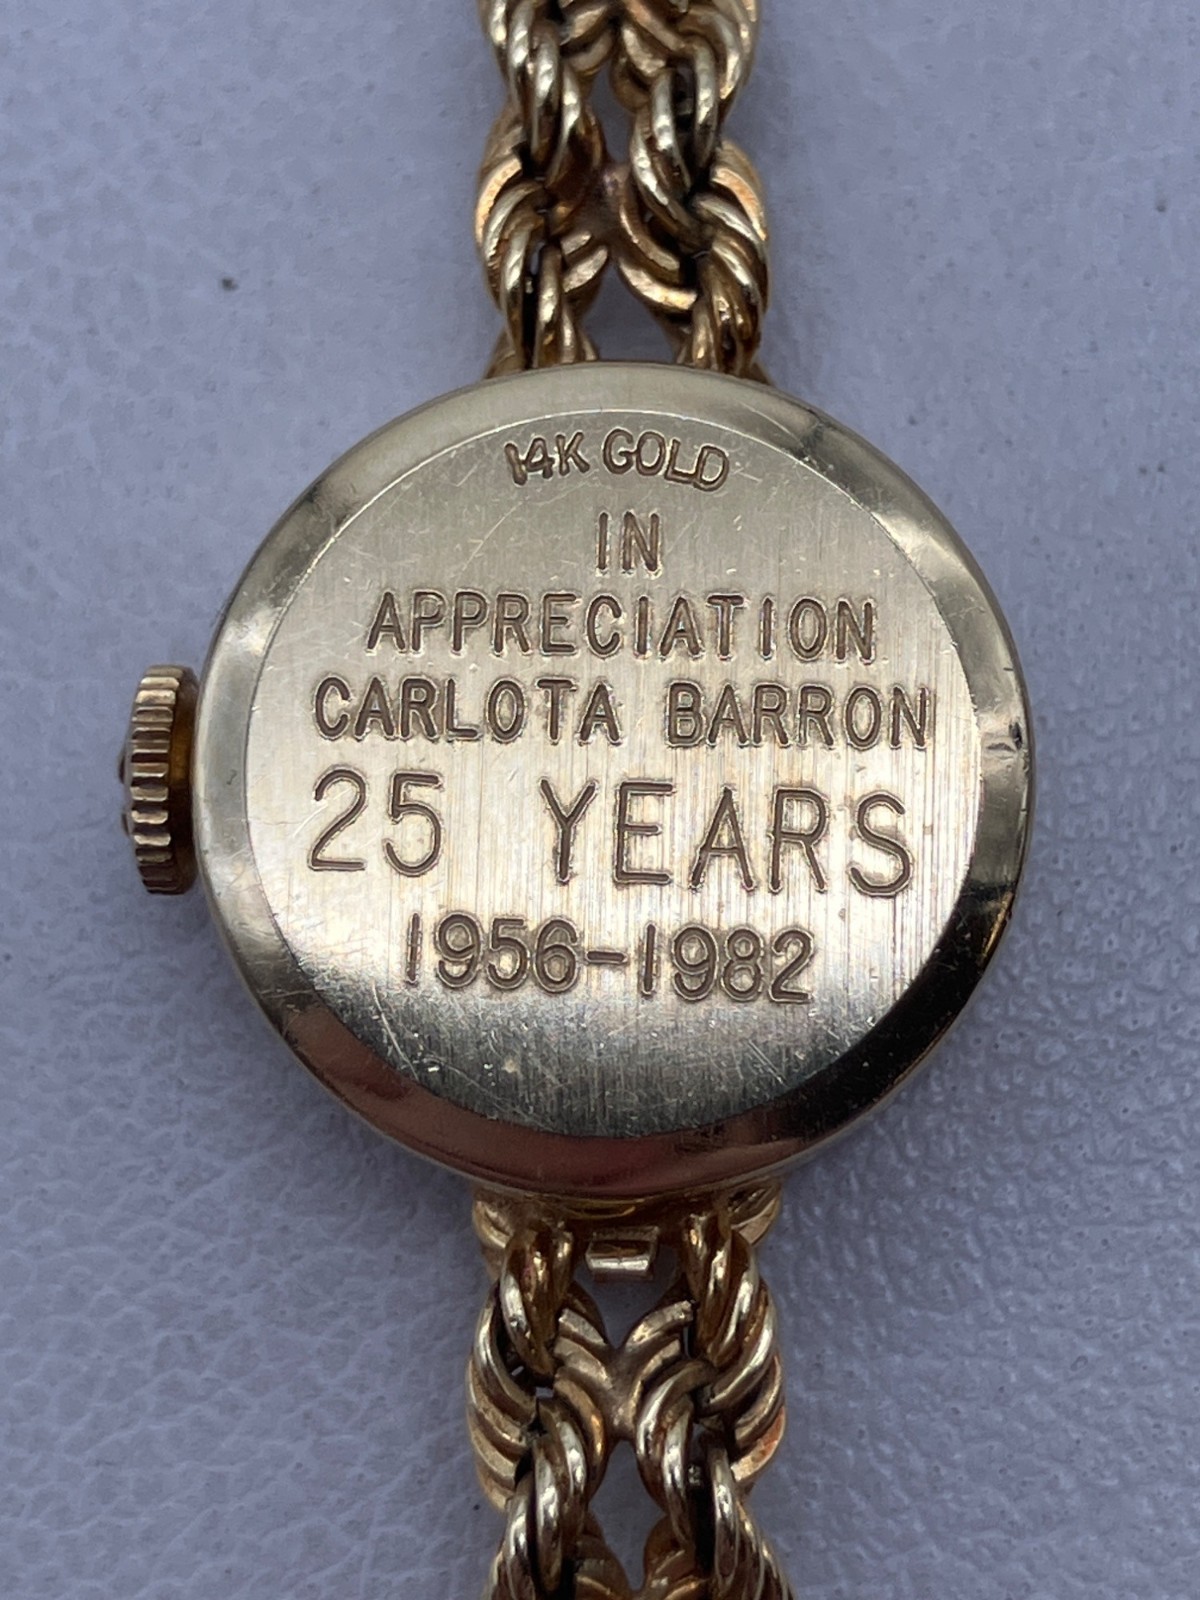 14K GOLD
IN
APPRECIATION
CARLOTA BARRON
25 YEARS
1956-1982